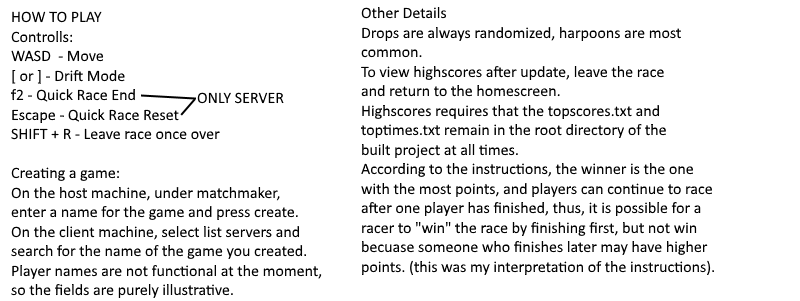 HOW TO PLAY
Controlls:
WASD  - Move
[ or ] - Drift Mode
f2 - Quick Race End
ONLY SERVER
Escape - Quick Race Reset
SHIFT + R - Leave race once over
Creating a game:
On the host machine, under matchmaker,
enter a name for the game and press create.
On the client machine, select list servers and
search for the name of the game you created.
Player names are not functional at the moment,
so the fields are purely illustrative.
Other Details
Drops are always randomized, harpoons are most
common.
To view highscores after update, leave the race
and return to the homescreen.
Highscores requires that the topscores.txt and
toptimes.txt remain in the root directory of the
built project at all times.
According to the instructions, the winner is the one
with the most points, and players can continue to race
after one player has finished, thus, it is possible for a
racer to "win" the race by finishing first, but not win
becuase someone who finishes later may have higher
points. (this was my interpretation of the instructions).